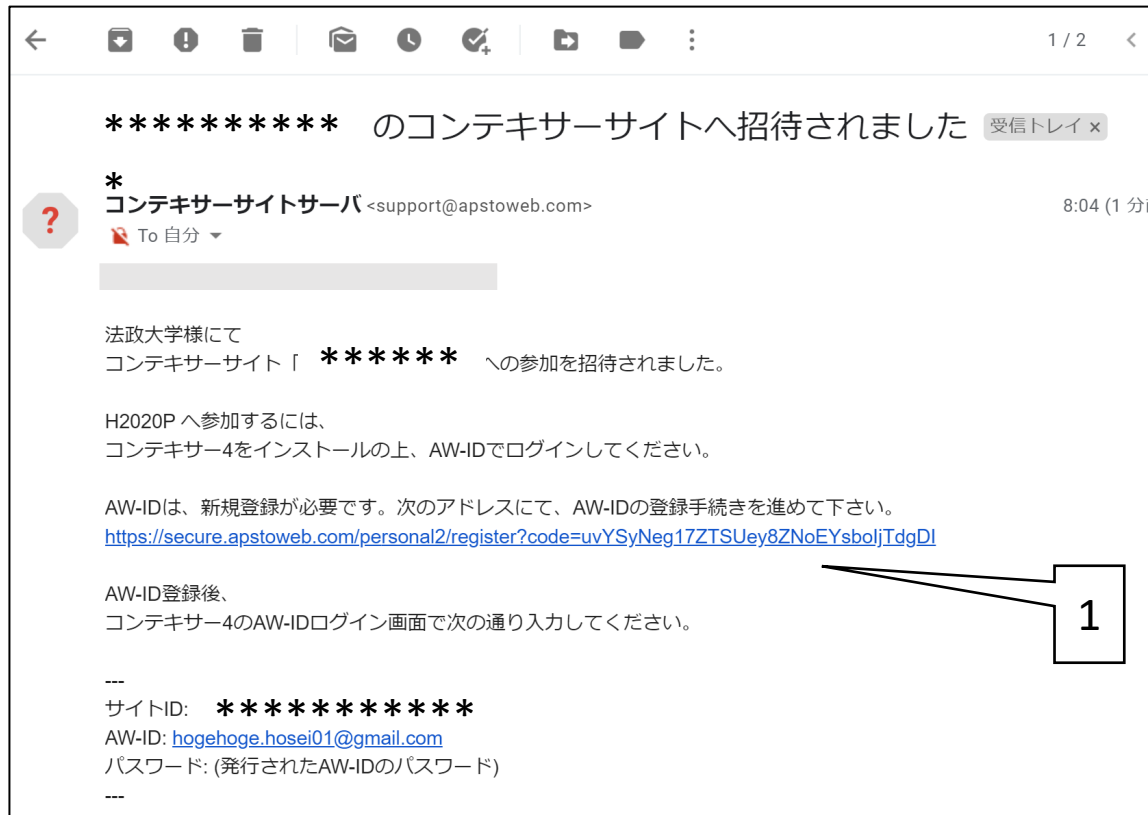 1 / 2
********** のコンテキサーサイトへ招待されました 受信トレイ x
*
コンテキサーサイトサーバ <support@apstoweb.com> 8:04 (1 分前
To 自分
法政大学様にて
コンテキサーサイト「 ****** への参加を招待されました。
H2020P へ参加するには、
コンテキサー4をインストールの上、AW-IDでログインしてください。
AW-IDは、新規登録が必要です。次のアドレスにて、AW-IDの登録手続きを進めて下さい。
https://secure.apstoweb.com/personal2/register?code=uvYSyNeg17ZTSUey8ZNoEYsboIjTdgDI
AW-ID登録後、
コンテキサー4のAW-IDログイン画面で次の通り入力してください。
1
---
サイトID: ***********
AW-ID: hogehoge.hosei01@gmail.com
パスワード: (発行されたAW-IDのパスワード)
---